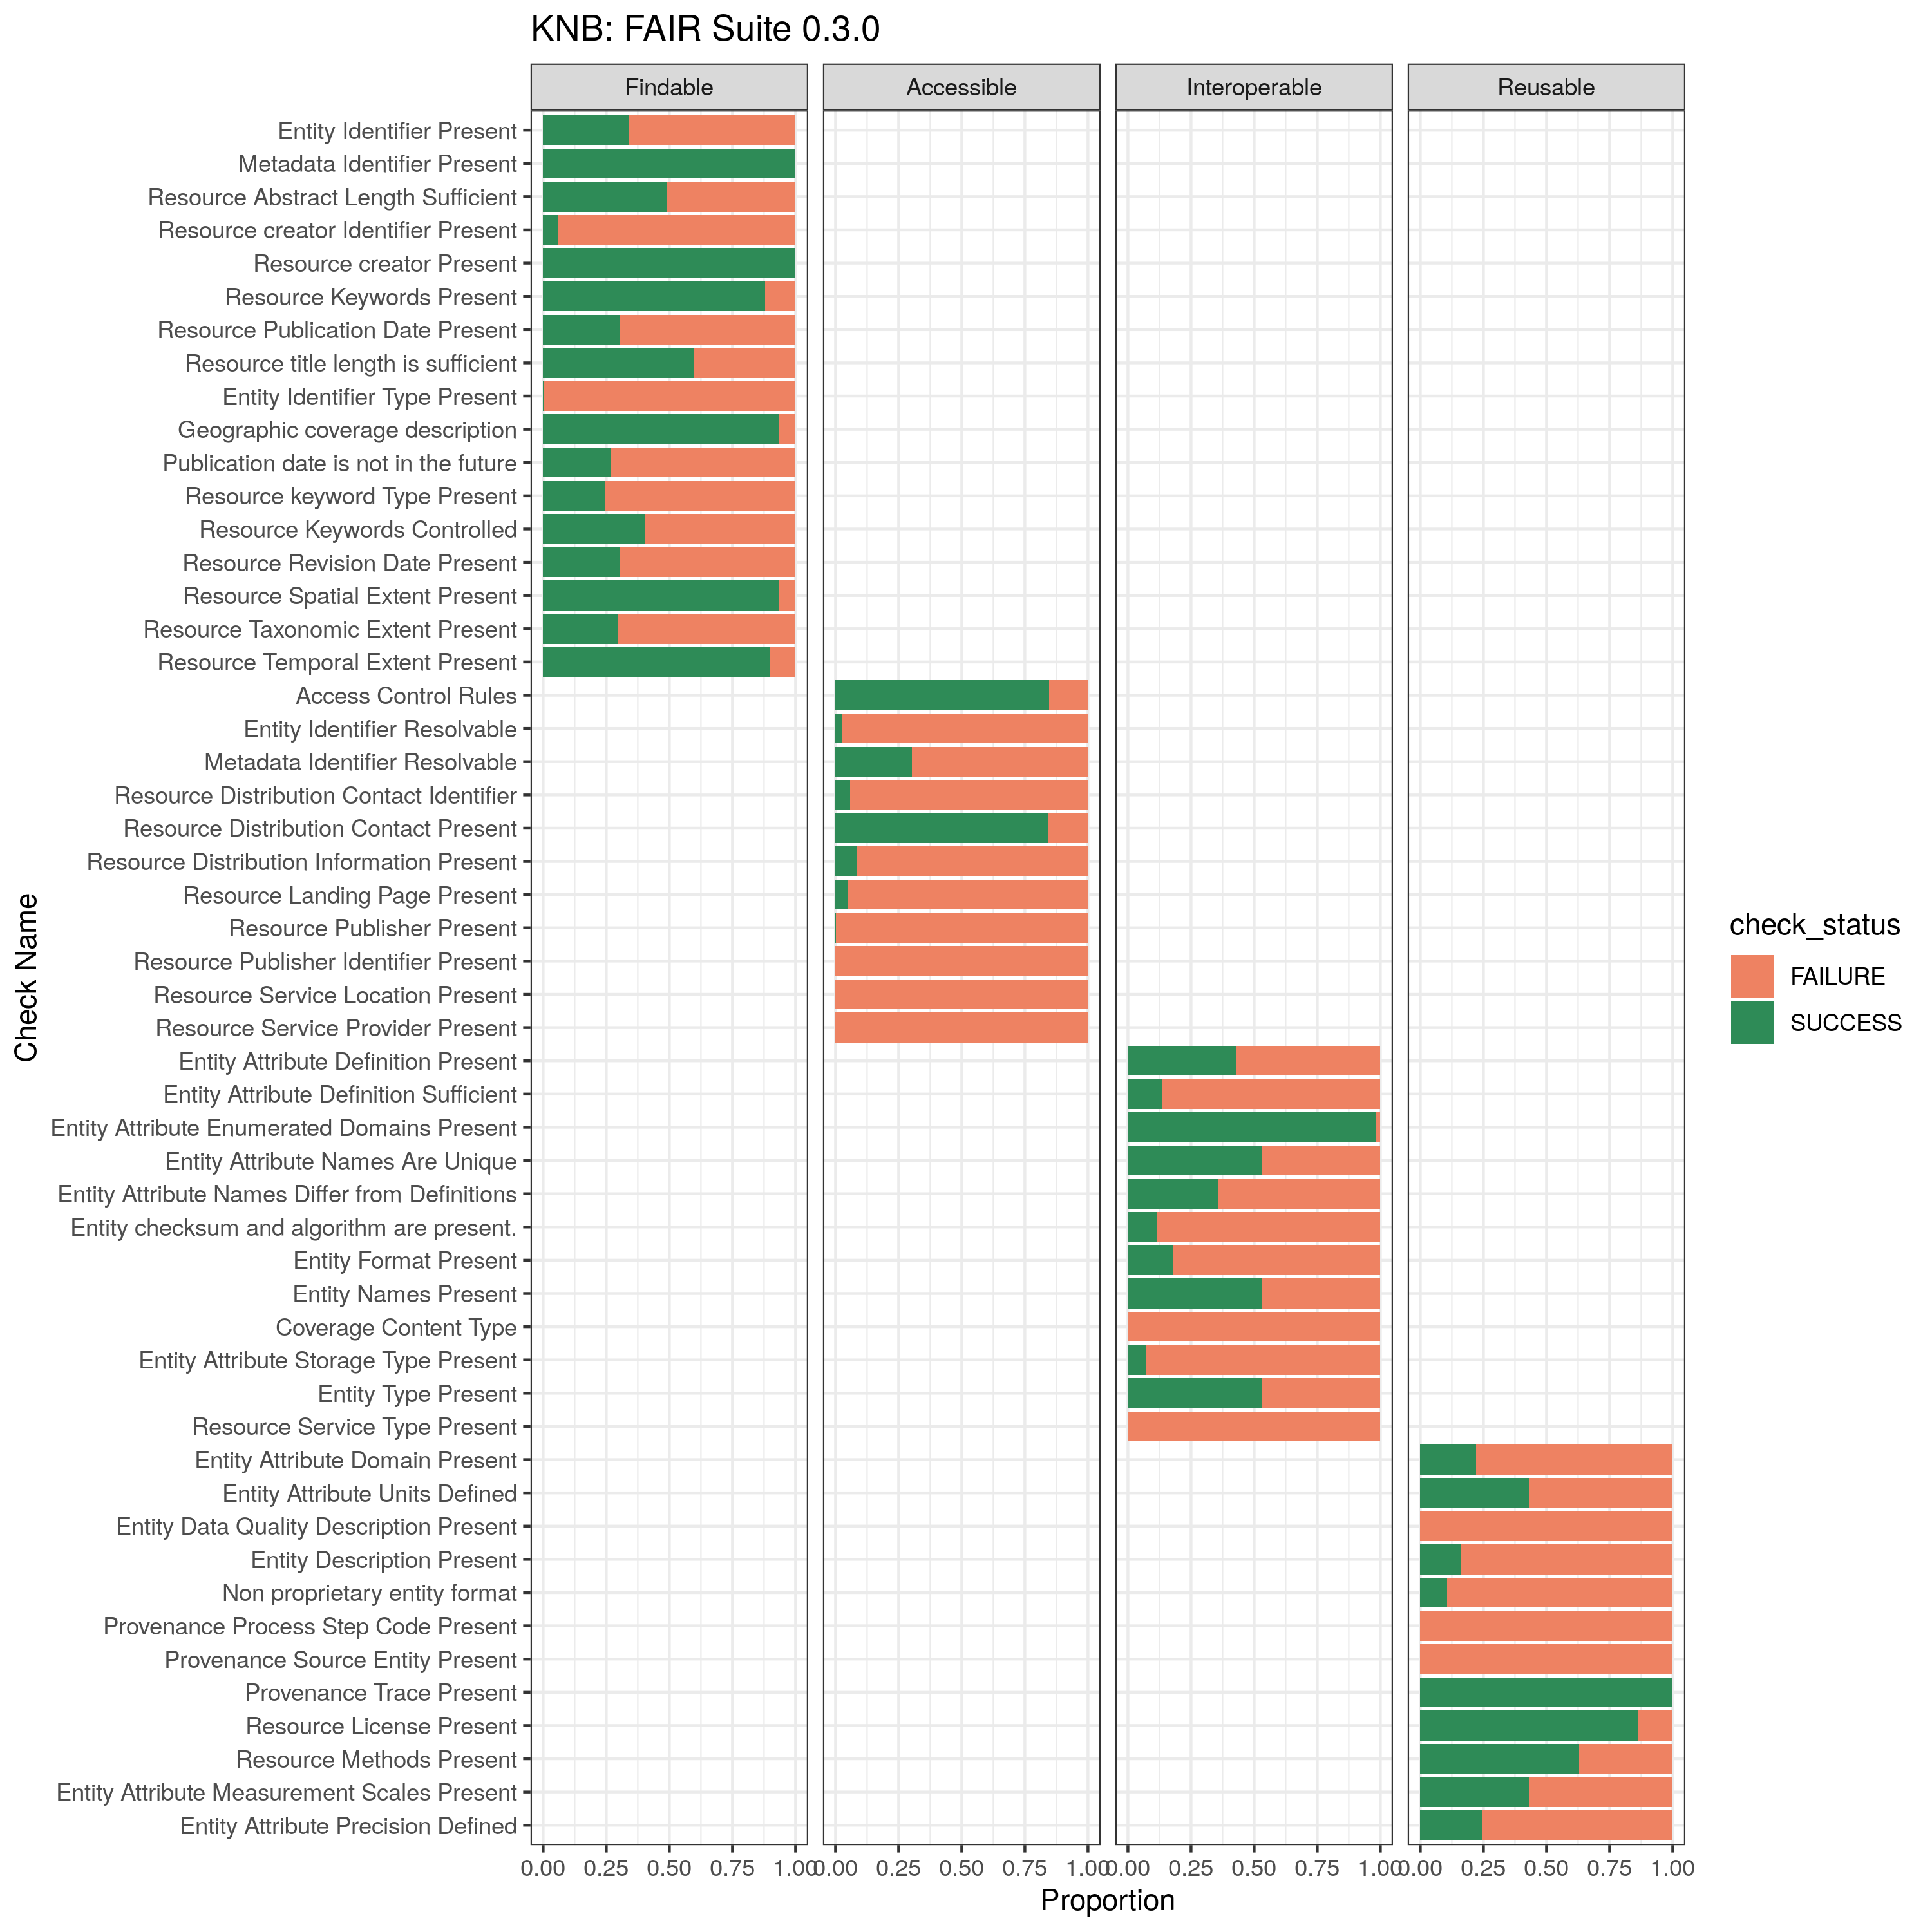 KNB: FAIR Suite 0.3.0
Findable
Accessible
Interoperable
Reusable
Check Name
Entity Identifier Present
Metadata Identifier Present
Resource Abstract Length Sufficient
Resource creator Identifier Present
Resource creator Present
Resource Keywords Present
Resource Publication Date Present
Resource title length is sufficient
Entity Identifier Type Present
Geographic coverage description
Publication date is not in the future
Resource keyword Type Present
Resource Keywords Controlled
Resource Revision Date Present
Resource Spatial Extent Present
Resource Taxonomic Extent Present
Resource Temporal Extent Present
Access Control Rules
Entity Identifier Resolvable
Metadata Identifier Resolvable
Resource Distribution Contact Identifier
Resource Distribution Contact Present
Resource Distribution Information Present
Resource Landing Page Present
Resource Publisher Present
Resource Publisher Identifier Present
Resource Service Location Present
Resource Service Provider Present
Entity Attribute Definition Present
Entity Attribute Definition Sufficient
Entity Attribute Enumerated Domains Present
Entity Attribute Names Are Unique
Entity Attribute Names Differ from Definitions
Entity checksum and algorithm are present.
Entity Format Present
Entity Names Present
Coverage Content Type
Entity Attribute Storage Type Present
Entity Type Present
Resource Service Type Present
Entity Attribute Domain Present
Entity Attribute Units Defined
Entity Data Quality Description Present
Entity Description Present
Non proprietary entity format
Provenance Process Step Code Present
Provenance Source Entity Present
Provenance Trace Present
Resource License Present
Resource Methods Present
Entity Attribute Measurement Scales Present
Entity Attribute Precision Defined
0.00 0.25 0.50 0.75 1.00
0.00 0.25 0.50 0.75 1.00
0.00 0.25 0.50 0.75 1.00
0.00 0.25 0.50 0.75 1.00
Proportion
check_status
FAILURE
SUCCESS